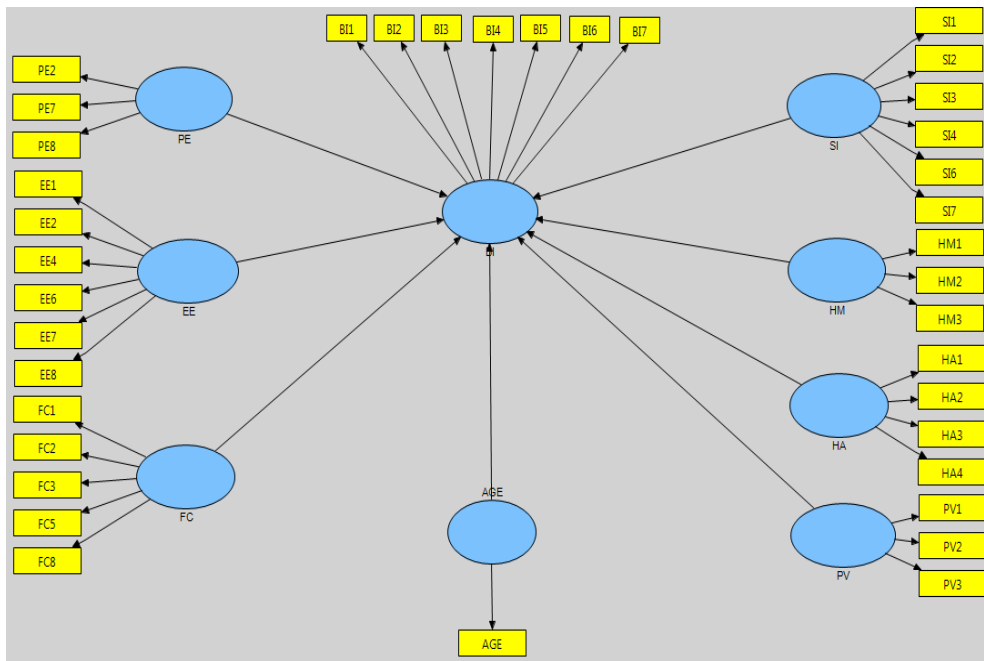 BI1 BI2 BI3 BI4 BI5 BI6 BI7
PE2
PE7
PE8
PE
EE1
EE2
EE4
EE6
EE7
EE8
EE
FC1
FC2
FC3
FC5
FC8
FC
BI
AGE
AGE
SI1
SI2
SI3
SI4
SI6
SI7
SI
HM1
HM2
HM3
HM
HA1
HA2
HA3
HA4
HA
PV1
PV2
PV3
PV